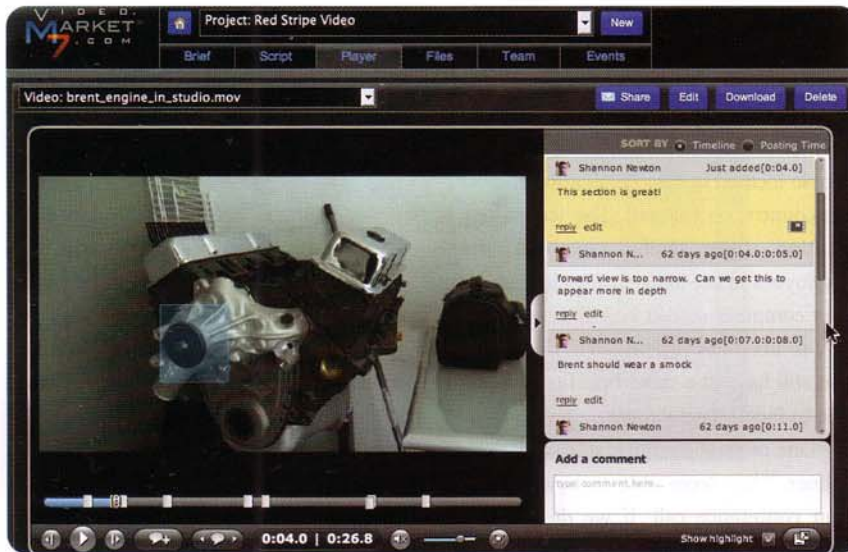 VIDEO.
MARKET
7.COM
Project: Red Stripe Video
New
Brief Script Player Files Team Events
Video: brent_engine_in_studio.mov
Share Edit Download Delete
SORT BY Timeline Posting Time
Shannon Newton Just added[0:04.0]
This section is great!
reply edit
Shannon N... 62 days ago[0:04.0:0:05.0]
forward view is too narrow. Can we get this to
appear more in depth
reply edit
Shannon N... 62 days ago[0:07.0:0:08.0]
Brent should wear a smock
reply edit
Shannon Newton 62 days ago[0:11.0]
Add a comment
type comment here...
0:04.0 | 0:26.8
Show highlight